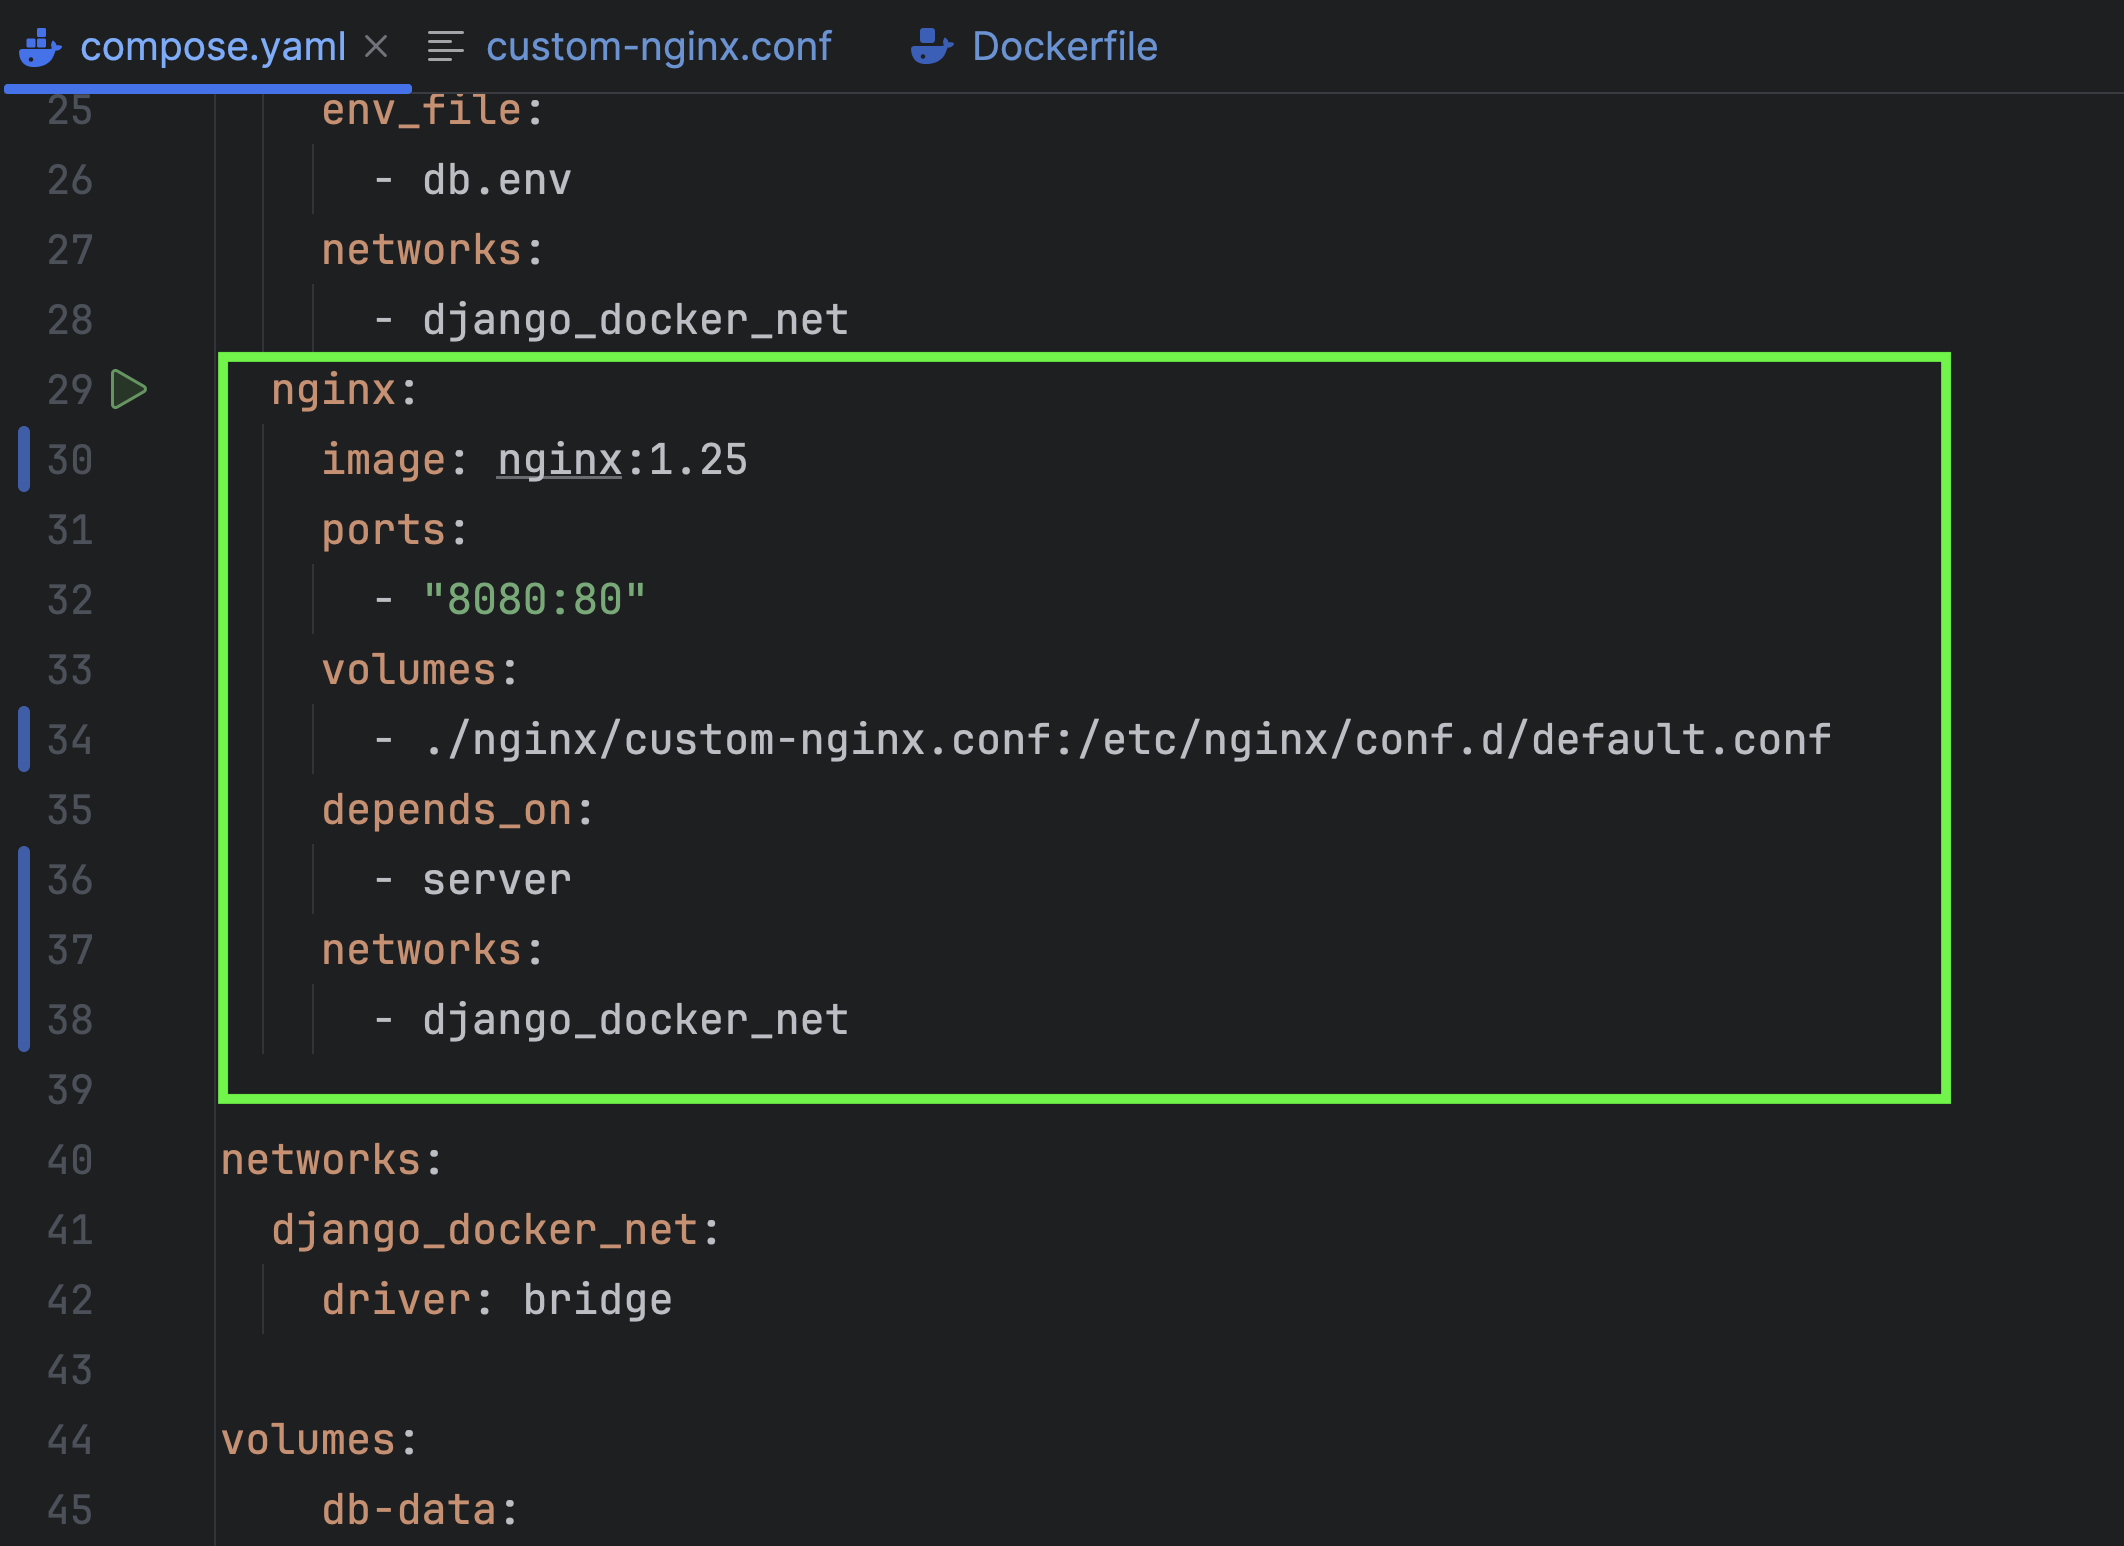 compose.yaml custom-nginx.conf Dockerfile
25 env_file:
26 - db.env
27 networks:
28 - django_docker_net
29 nginx:
30 image: nginx:1.25
31 ports:
32 - "8080:80"
33 volumes:
34 - ./nginx/custom-nginx.conf:/etc/nginx/conf.d/default.conf
35 depends_on:
36 - server
37 networks:
38 - django_docker_net
39
40 networks:
41 django_docker_net:
42 driver: bridge
43
44 volumes:
45 db-data: